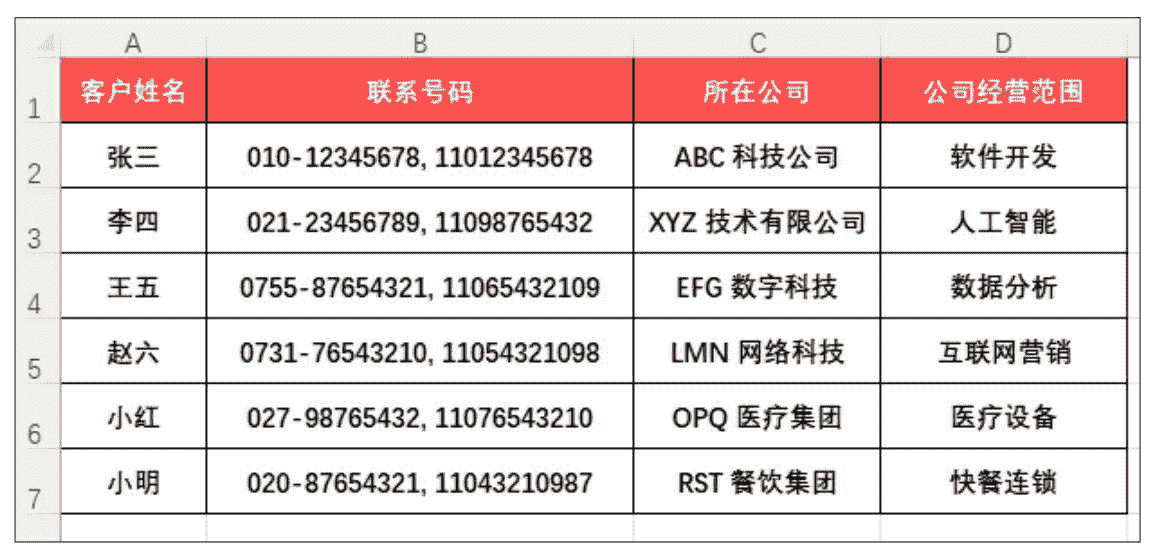 A B C D
1 客户姓名 联系号码 所在公司 公司经营范围
2 张三 010-12345678, 11012345678 ABC 科技公司 软件开发
3 李四 021-23456789, 11098765432 XYZ 技术有限公司 人工智能
4 王五 0755-87654321, 11065432109 EFG 数字科技 数据分析
5 赵六 0731-76543210, 11054321098 LMN 网络科技 互联网营销
6 小红 027-98765432, 11076543210 OPQ 医疗集团 医疗设备
7 小明 020-87654321, 11043210987 RST 餐饮集团 快餐连锁